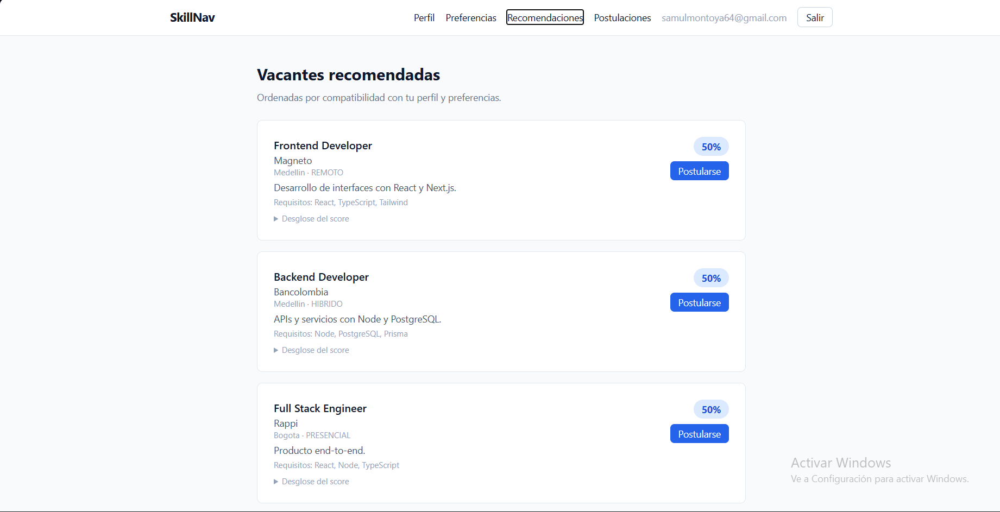 SkillNav
Perfil Preferencias Recomendaciones Postulaciones samulmontoya64@gmail.com Salir
Vacantes recomendadas
Ordenadas por compatibilidad con tu perfil y preferencias.
Frontend Developer
50%
Magneto
Postularse
Medellin · REMOTO
Desarrollo de interfaces con React y Next.js.
Requisitos: React, TypeScript, Tailwind
▶ Desglose del score
Backend Developer
50%
Bancolombia
Postularse
Medellin · HIBRIDO
APIs y servicios con Node y PostgreSQL.
Requisitos: Node, PostgreSQL, Prisma
▶ Desglose del score
Full Stack Engineer
50%
Rappi
Postularse
Bogota · PRESENCIAL
Producto end-to-end.
Requisitos: React, Node, TypeScript
▶ Desglose del score
Activar Windows
Ve a Configuración para activar Windows.